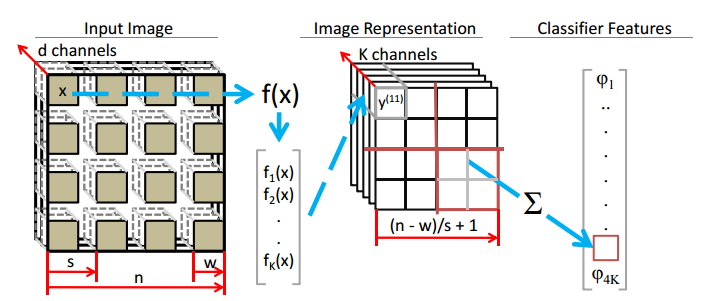 Input Image
Image Representation
Classifier Features
d channels
K channels
x
f(x)
y(11)
φ1
..
.
.
.
.
.
f1(x)
f2(x)
.
.
fK(x)
Σ
(n - w)/s + 1
s
w
n
φ4K